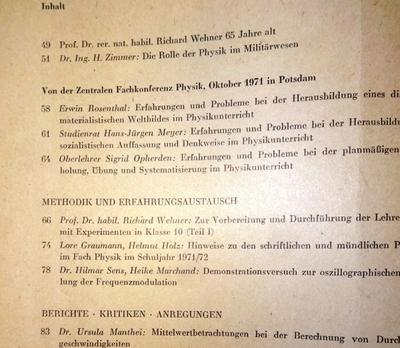 Inhalt
49 Prof. Dr. rer. nat. habil. Richard Wehner 65 Jahre alt
51 Dr. Ing. H. Zimmer: Die Rolle der Physik im Militärwesen
Von der Zentralen Fachkonferenz Physik, Oktober 1971 in Potsdam
58 Erwin Rosenthal: Erfahrungen und Probleme bei der Herausbildung eines
materialistischen Weltbildes im Physikunterricht
61 Studienrat Hans-Jürgen Meyer: Erfahrungen und Probleme bei der
sozialistischen Auffassung und Denkweise im Physikunterricht
64 Oberlehrer Sigrid Opherden: Erfahrungen und Probleme bei der
holung, Übung und Systematisierung im Physikunterricht
METHODIK UND ERFAHRUNGSAUSTAUSCH
66 Prof. Dr. habil. Richard Wehner: Zur Vorbereitung und Durchführung der
mit Experimenten in Klasse 10 (Teil I)
74 Lore Graumann, Helmut Holz: Hinweise zu den schriftlichen und mündlichen
im Fach Physik im Schuljahr 1971/72
78 Dr. Hilmar Sens, Heike Marchand: Demonstrationsversuch zur
lung der Frequenzmodulation
BERICHTE · KRITIKEN · ANREGUNGEN
83 Dr. Ursula Manthei: Mittelwertbetrachtungen bei der Berechnung von
geschwindigkeiten